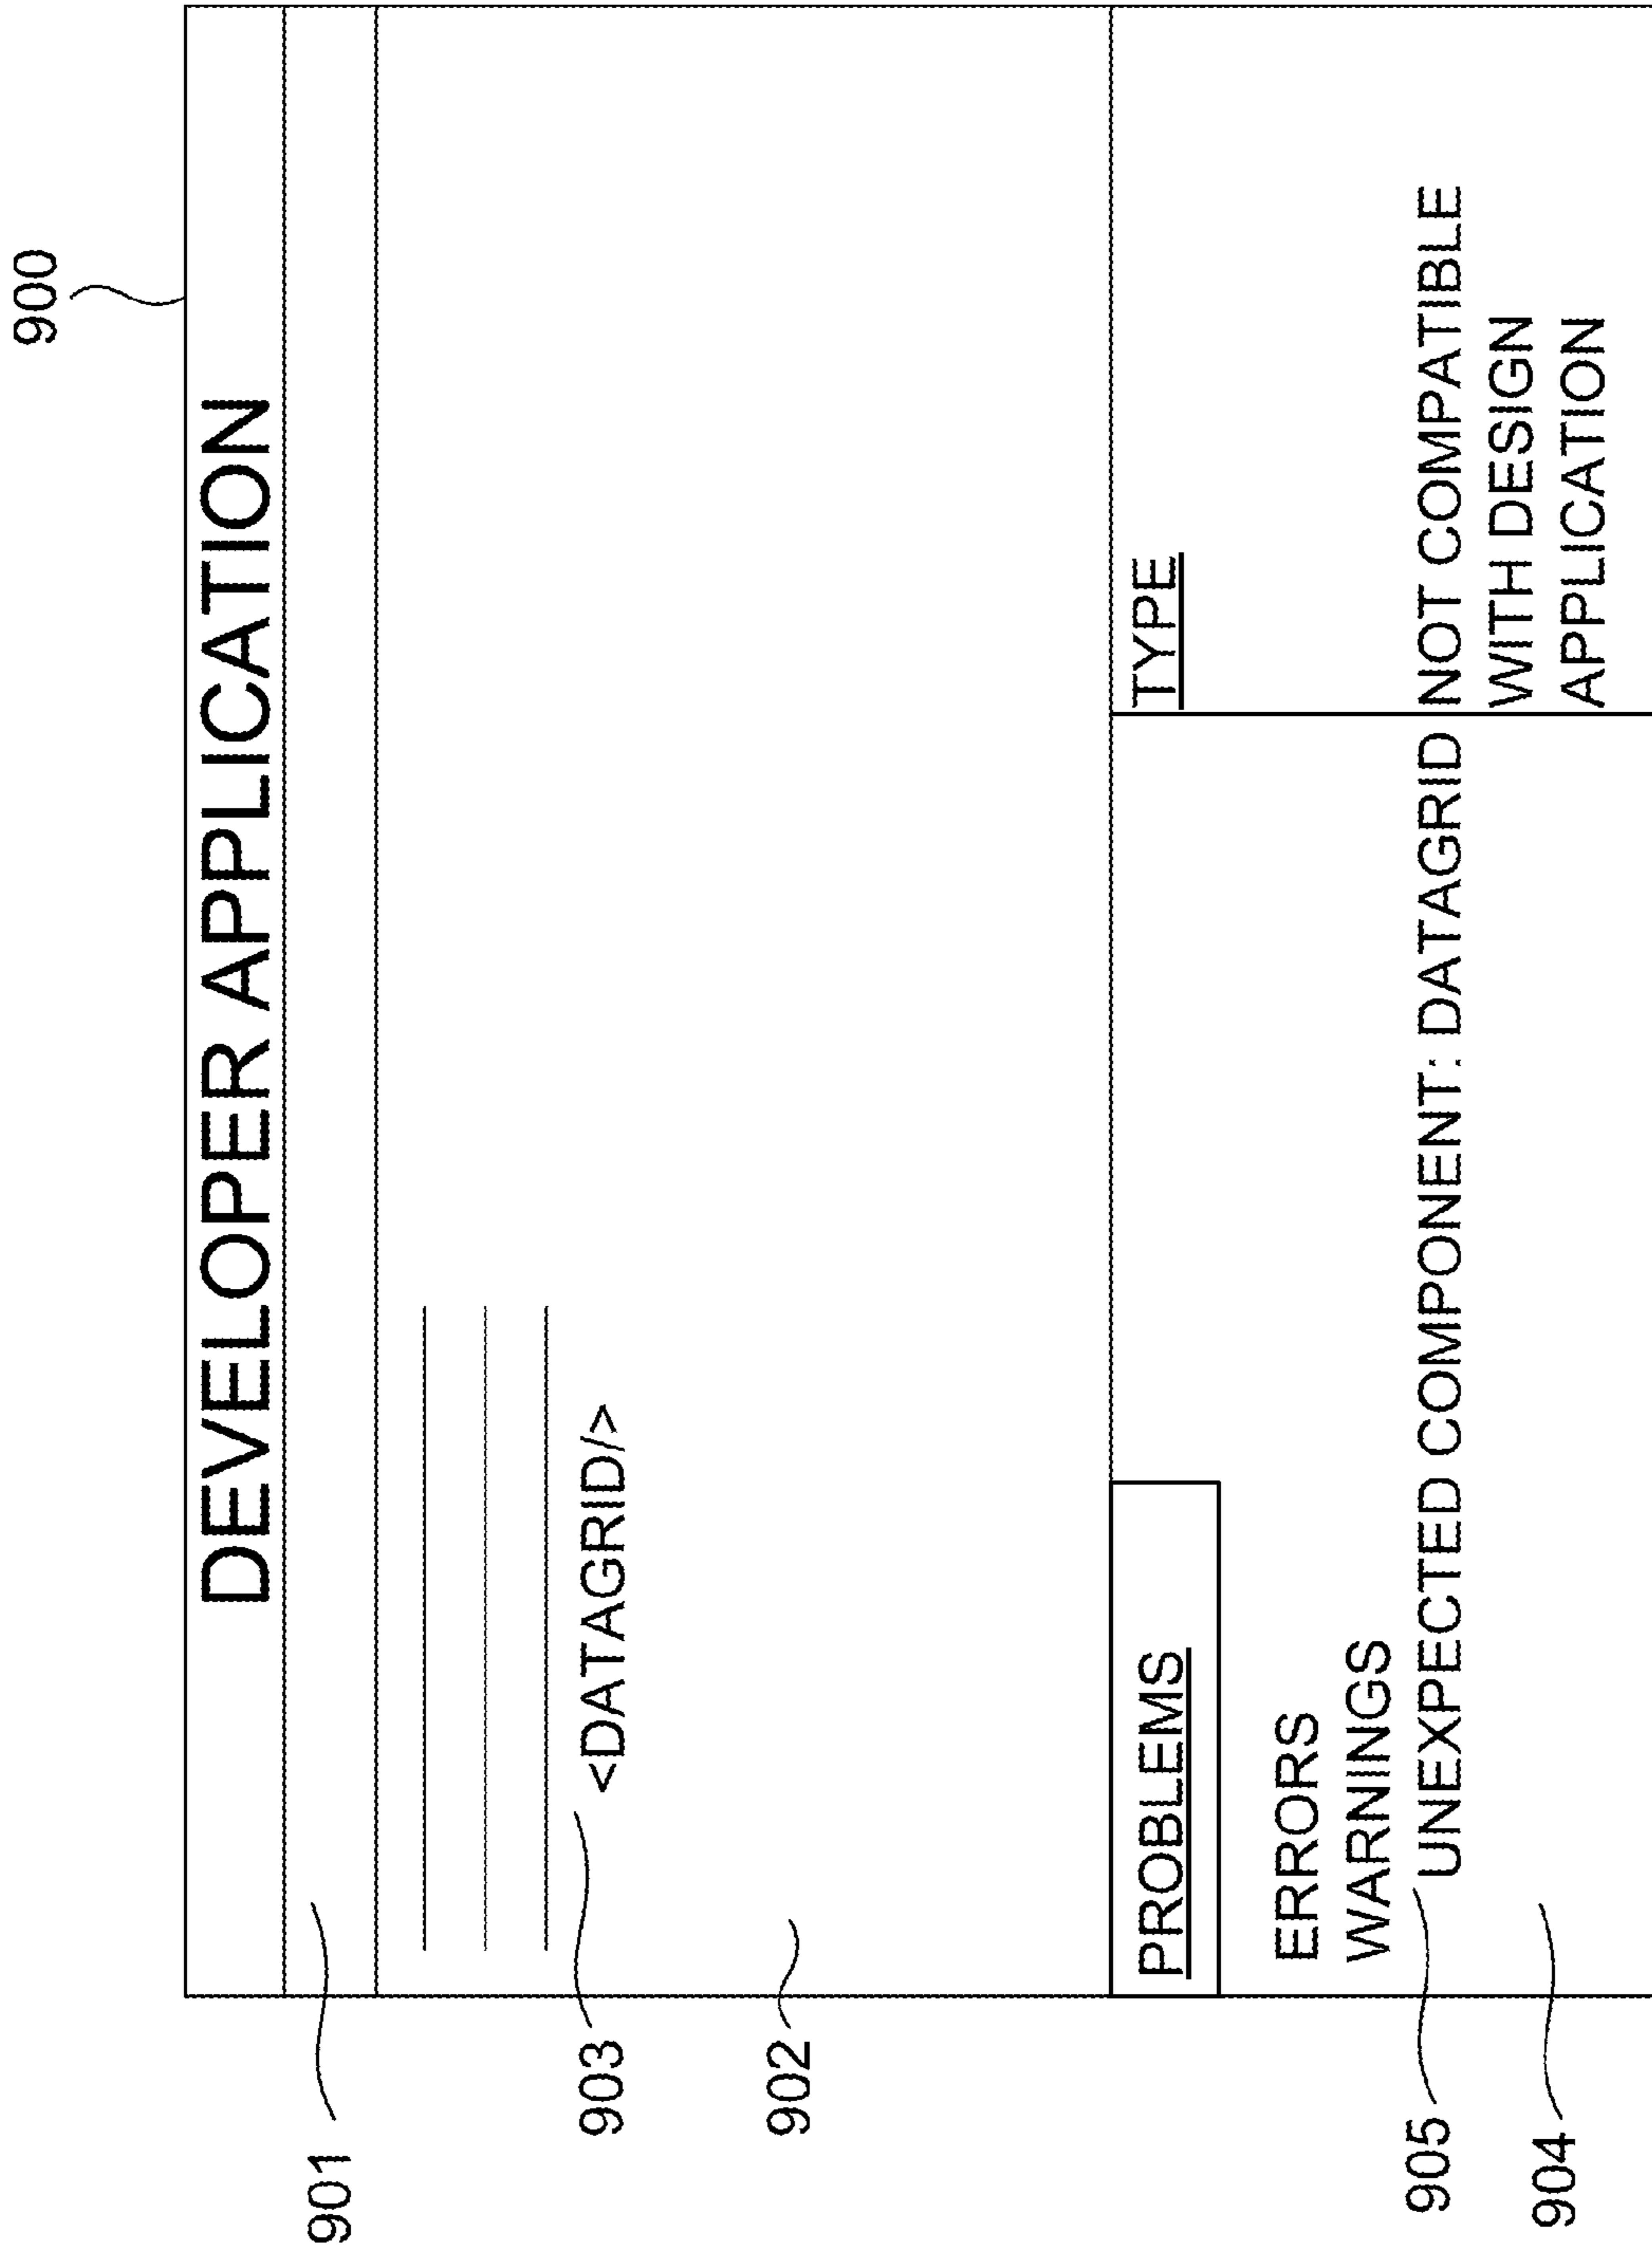 900
DEVELOPER APPLICATION
901
903
<DATAGRID/>
902
PROBLEMS
TYPE
ERRORS
WARNINGS
905
UNEXPECTED COMPONENT: DATAGRID NOT COMPATIBLE
WITH DESIGN
APPLICATION
904